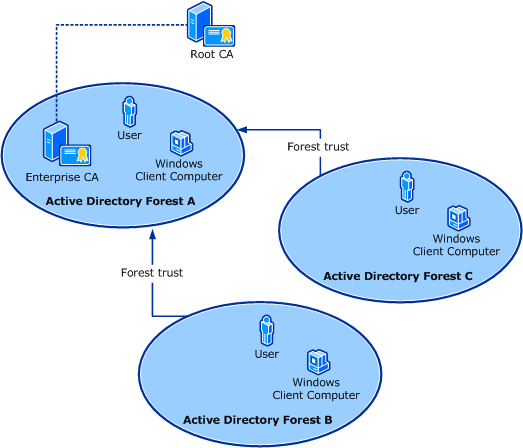 Root CA
User
Windows
Client Computer
Enterprise CA
Active Directory Forest A
Forest trust
User
Windows
Client Computer
Active Directory Forest C
Forest trust
User
Windows
Client Computer
Active Directory Forest B